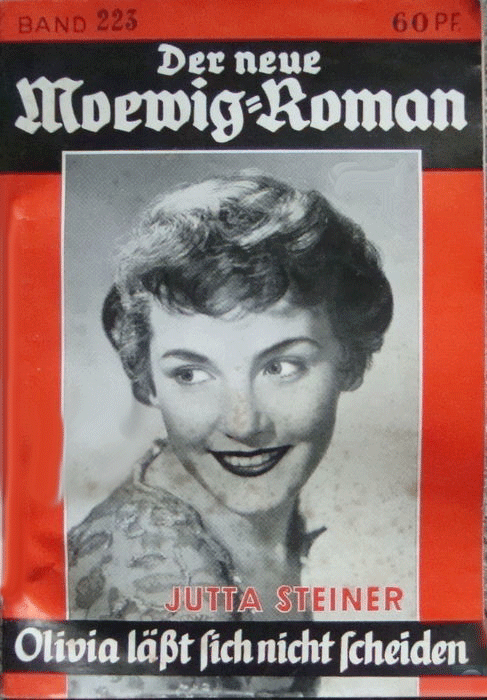 BAND 223 60 PF.
Der neue
Moewig=Roman
JUTTA STEINER
Olivia läßt sich nicht scheiden